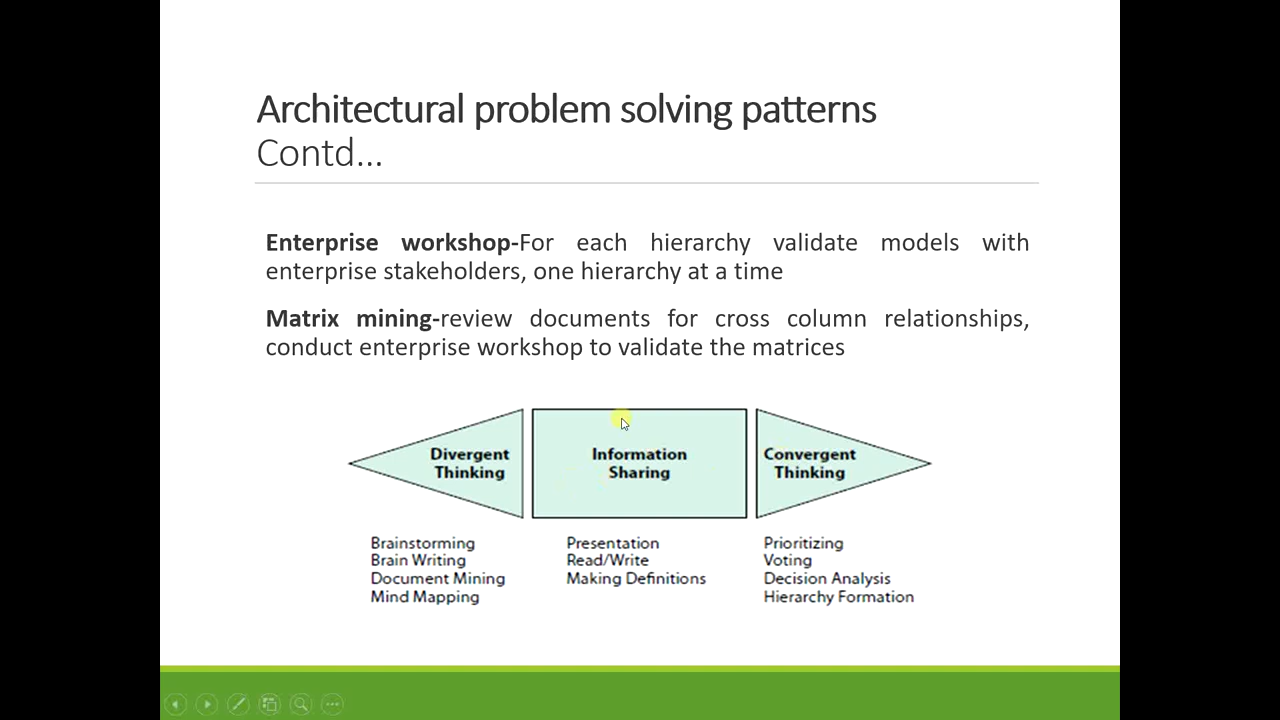 Architectural problem solving patterns
Contd...
Enterprise workshop-For each hierarchy validate models with
enterprise stakeholders, one hierarchy at a time
Matrix mining-review documents for cross column relationships,
conduct enterprise workshop to validate the matrices
Divergent
Thinking
Information
Sharing
Convergent
Thinking
Brainstorming
Brain Writing
Document Mining
Mind Mapping
Presentation
Read/Write
Making Definitions
Prioritizing
Voting
Decision Analysis
Hierarchy Formation